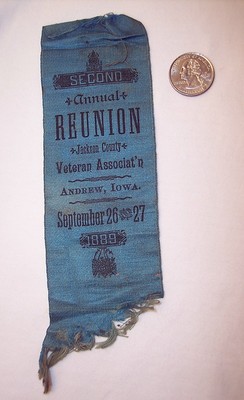 SECOND
Annual
REUNION
Jackson County
Veteran Associat'n
ANDREW, IOWA.
September 26 AND 27
1889